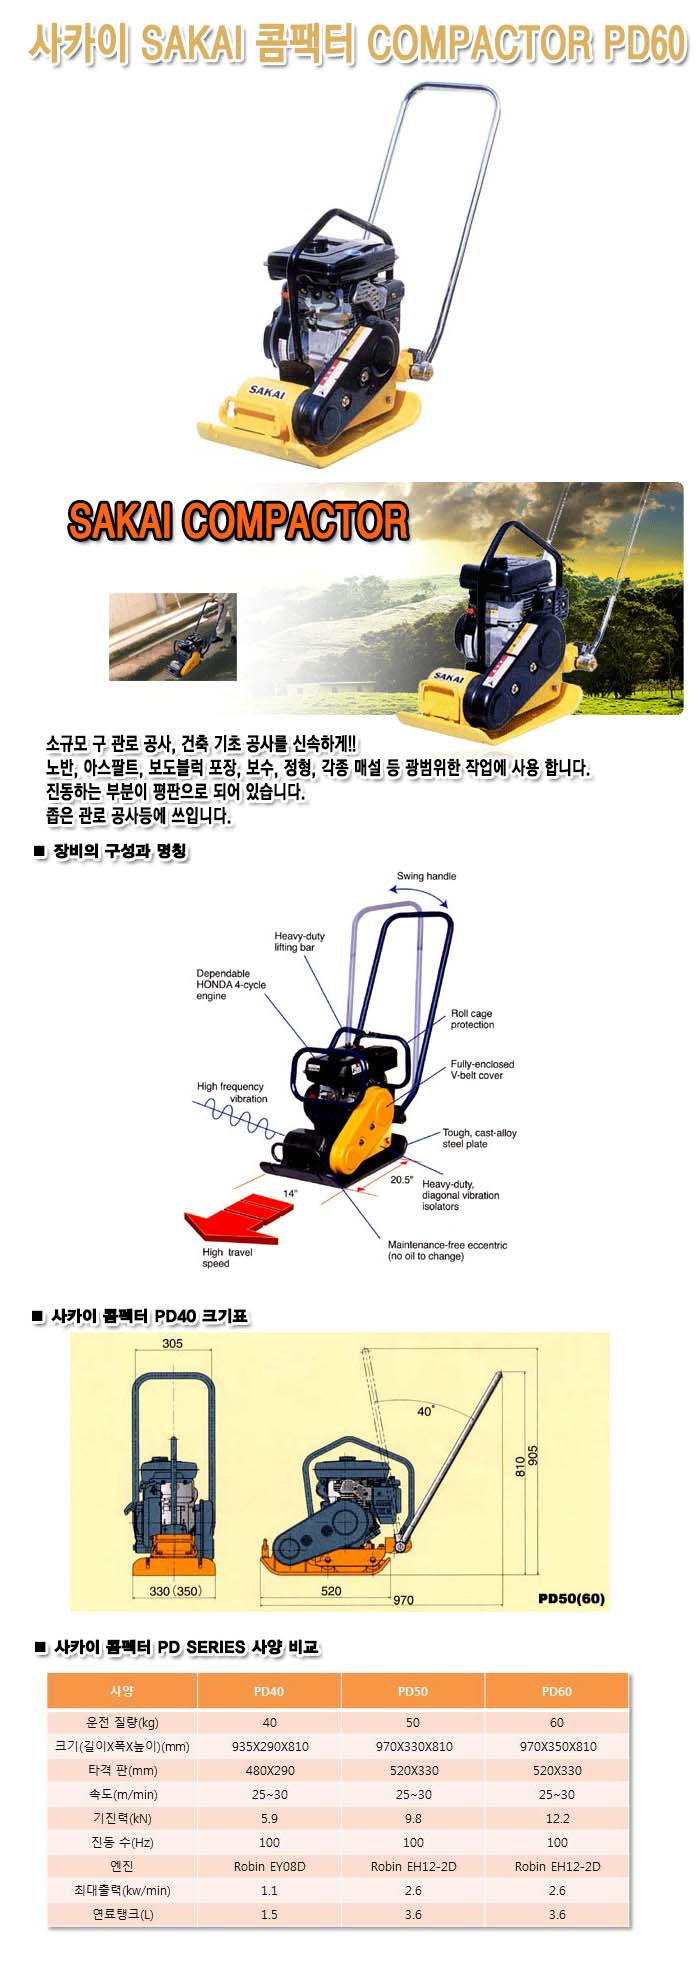 사카이 SAKAI 콤팩터 COMPACTOR PD60
SAKAI
SAKAI COMPACTOR
SAKAI
소규모 구 관로 공사, 건축 기초 공사를 신속하게!!
노반, 아스팔트, 보도블럭 포장, 보수, 정형, 각종 매설 등 광범위한 작업에 사용 합니다.
진동하는 부분이 평판으로 되어 있습니다.
좁은 관로 공사등에 쓰입니다.
■ 장비의 구성과 명칭
Swing handle
Heavy-duty
lifting bar
Dependable
HONDA 4-cycle
engine
Roll cage
protection
Fully-enclosed
V-belt cover
High frequency
vibration
Tough, cast-alloy
steel plate
20.5"
Heavy-duty,
diagonal vibration
isolators
14"
Maintenance-free eccentric
(no oil to change)
High travel
speed
■ 사카이 콤펙터 PD40 크기표
305
40°
810
905
330 (350)
520
970
PD50(60)
■ 사카이 콤펙터 PD SERIES 사양 비교
사양 PD40 PD50 PD60
운전 질량(kg) 40 50 60
크기(길이X폭X높이)(mm) 935X290X810 970X330X810 970X350X810
타격 판(mm) 480X290 520X330 520X330
속도(m/min) 25~30 25~30 25~30
기진력(kN) 5.9 9.8 12.2
진동 수(Hz) 100 100 100
엔진 Robin EY08D Robin EH12-2D Robin EH12-2D
최대출력(kw/min) 1.1 2.6 2.6
연료탱크(L) 1.5 3.6 3.6